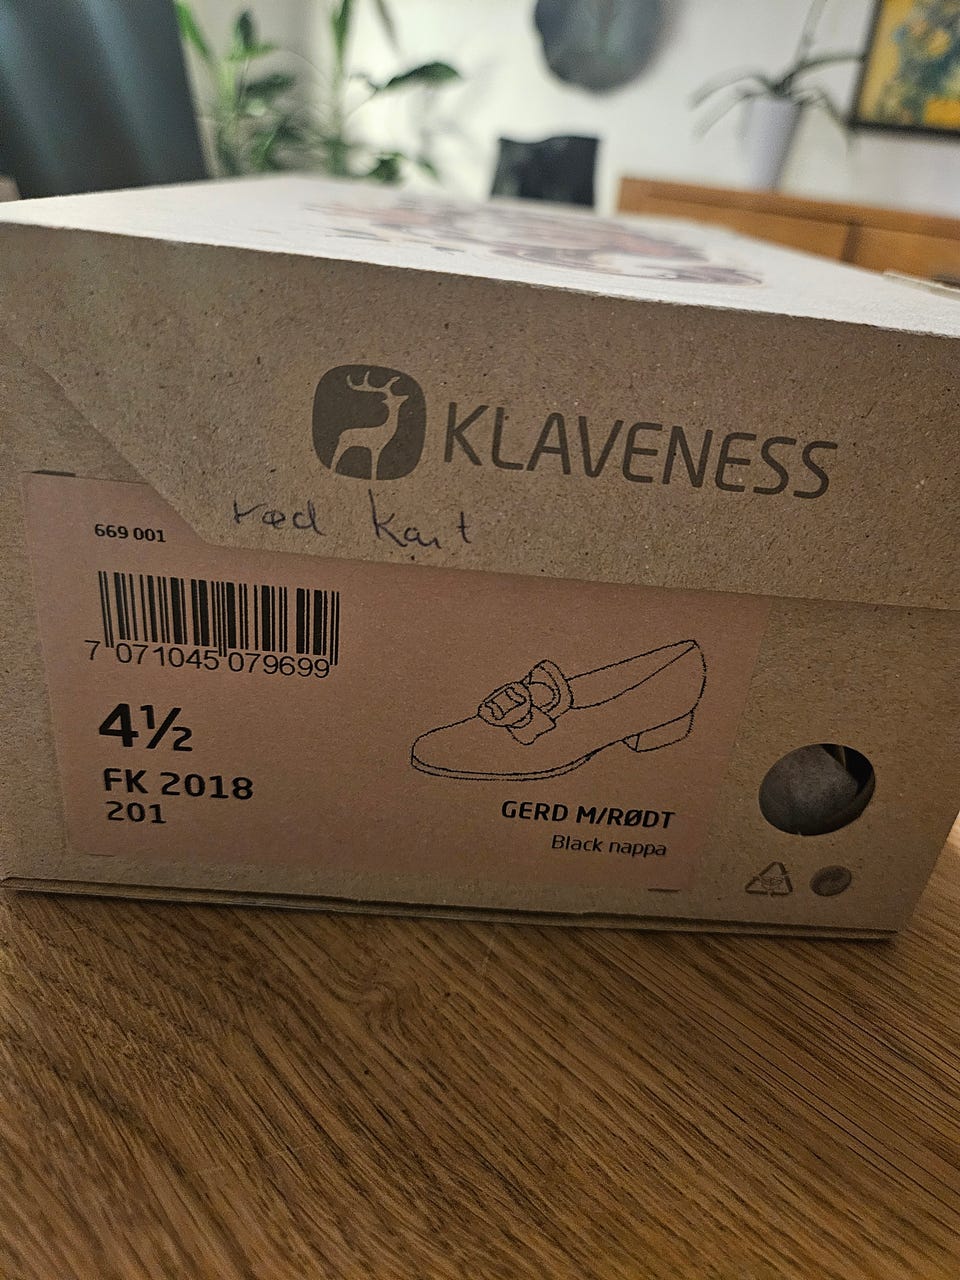 KLAVENESS
rød kant
669 001
7 071045 079699
4½
FK 2018
201
GERD M/RØDT
Black nappa